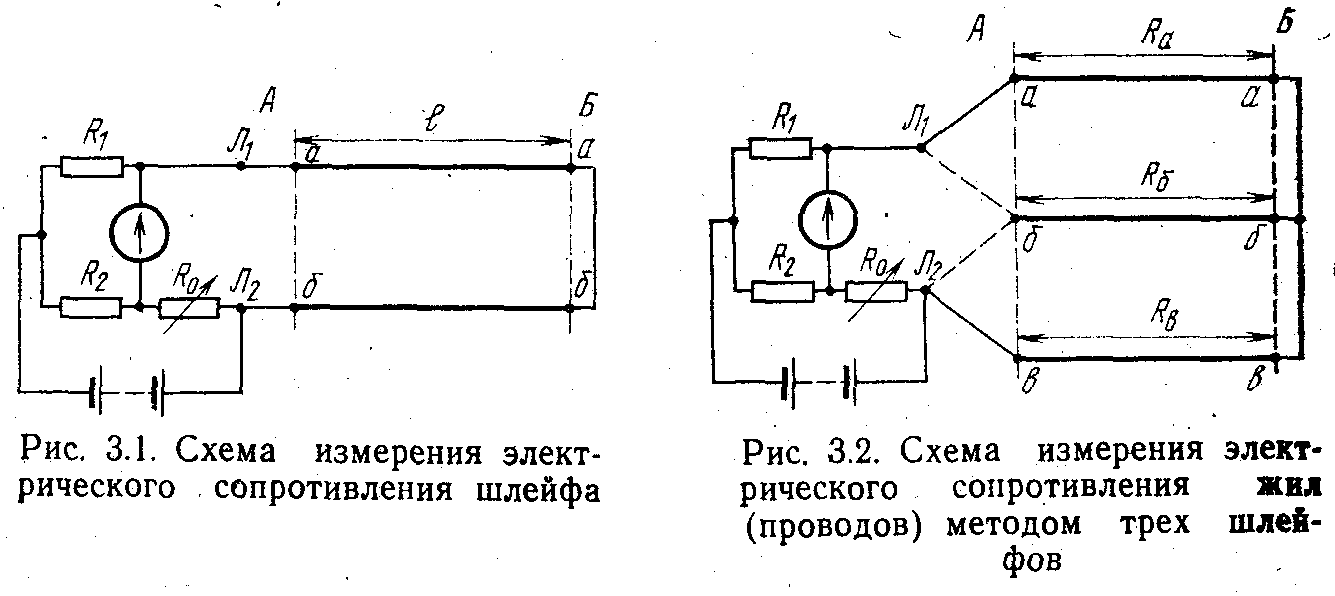 А
Б
R1
Л1
а
ℓ
а
R2
R0
Л2
б
б
Рис. 3.1. Схема измерения элект-
рического сопротивления шлейфа
А
Б
Rа
а
а
R1
Л1
Rб
б
б
R2
R0
Л2
Rв
в
в
Рис. 3.2. Схема измерения элект-
рического сопротивления жил
(проводов) методом трех шлей-
фов